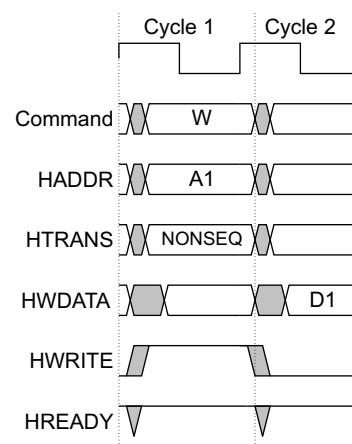 Cycle 1 Cycle 2
Command W
HADDR A1
HTRANS NONSEQ
HWDATA D1
HWRITE
HREADY